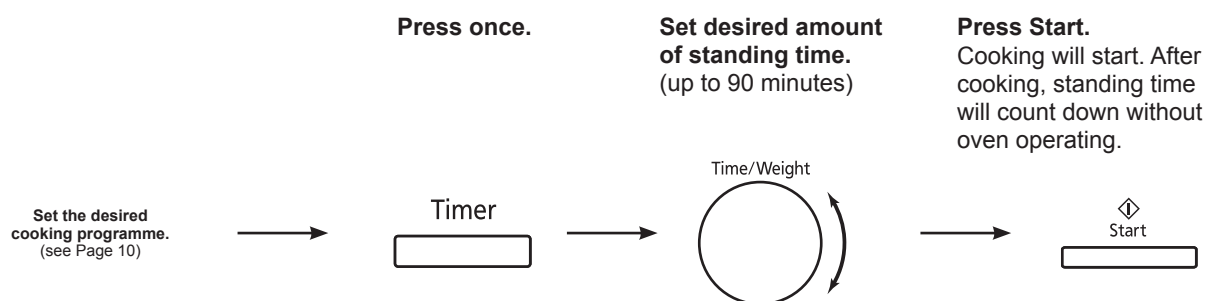 Press once.
Set desired amount
of standing time.
(up to 90 minutes)
Press Start.
Cooking will start. After
cooking, standing time
will count down without
oven operating.
Set the desired
cooking programme.
(see Page 10)
Timer
Time/Weight
Start